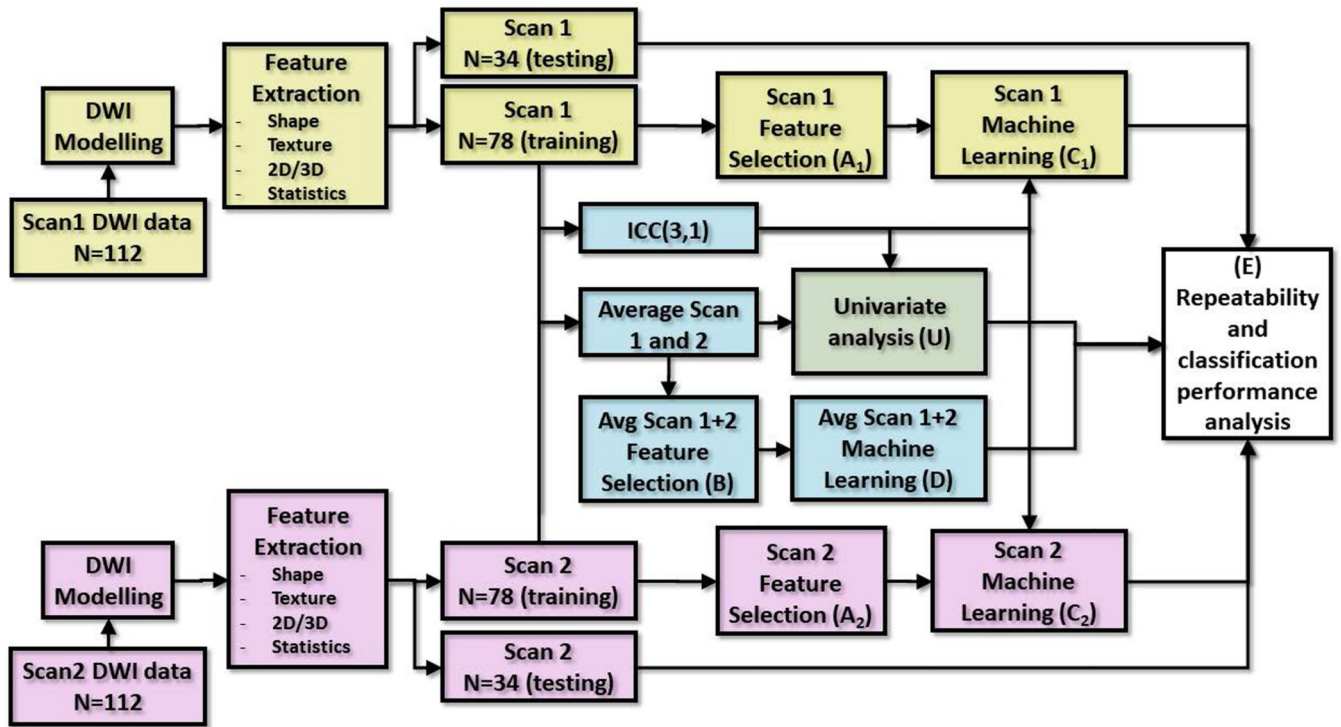 Scan 1
N=34 (testing)
Feature
Extraction
- Shape
- Texture
- 2D/3D
- Statistics
DWI
Modelling
Scan 1
N=78 (training)
Scan 1
Feature
Selection (A₁)
Scan 1
Machine
Learning (C₁)
Scan1 DWI data
N=112
ICC(3,1)
Average Scan
1 and 2
Univariate
analysis (U)
(E)
Repeatability
and
classification
performance
analysis
Avg Scan 1+2
Feature
Selection (B)
Avg Scan 1+2
Machine
Learning (D)
Feature
Extraction
- Shape
- Texture
- 2D/3D
- Statistics
DWI
Modelling
Scan 2
N=78 (training)
Scan 2
Feature
Selection (A₂)
Scan 2
Machine
Learning (C₂)
Scan2 DWI data
N=112
Scan 2
N=34 (testing)